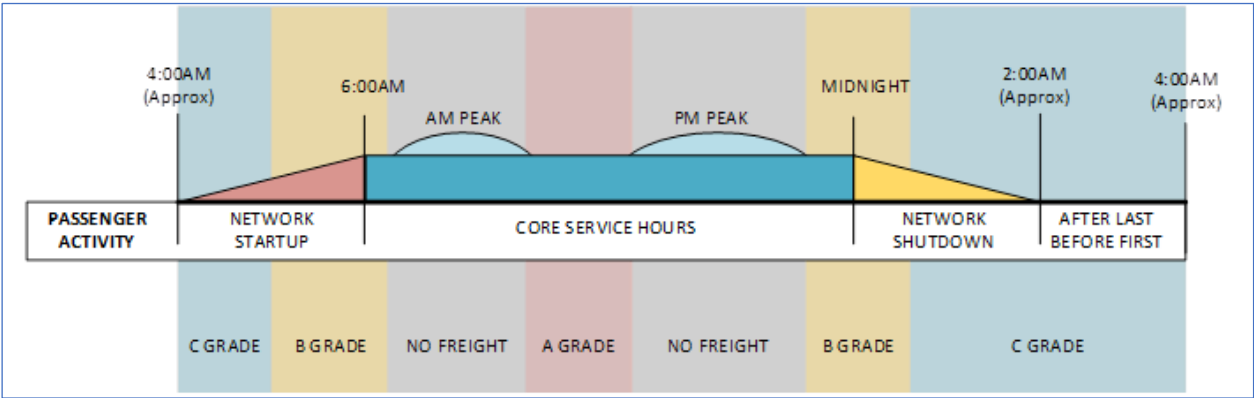 4:00AM
(Approx)
6:00AM
AM PEAK
PM PEAK
MIDNIGHT
2:00AM
(Approx)
4:00AM
(Approx)
PASSENGER
ACTIVITY
NETWORK
STARTUP
CORE SERVICE HOURS
NETWORK
SHUTDOWN
AFTER LAST
BEFORE FIRST
C GRADE
B GRADE
NO FREIGHT
A GRADE
NO FREIGHT
B GRADE
C GRADE